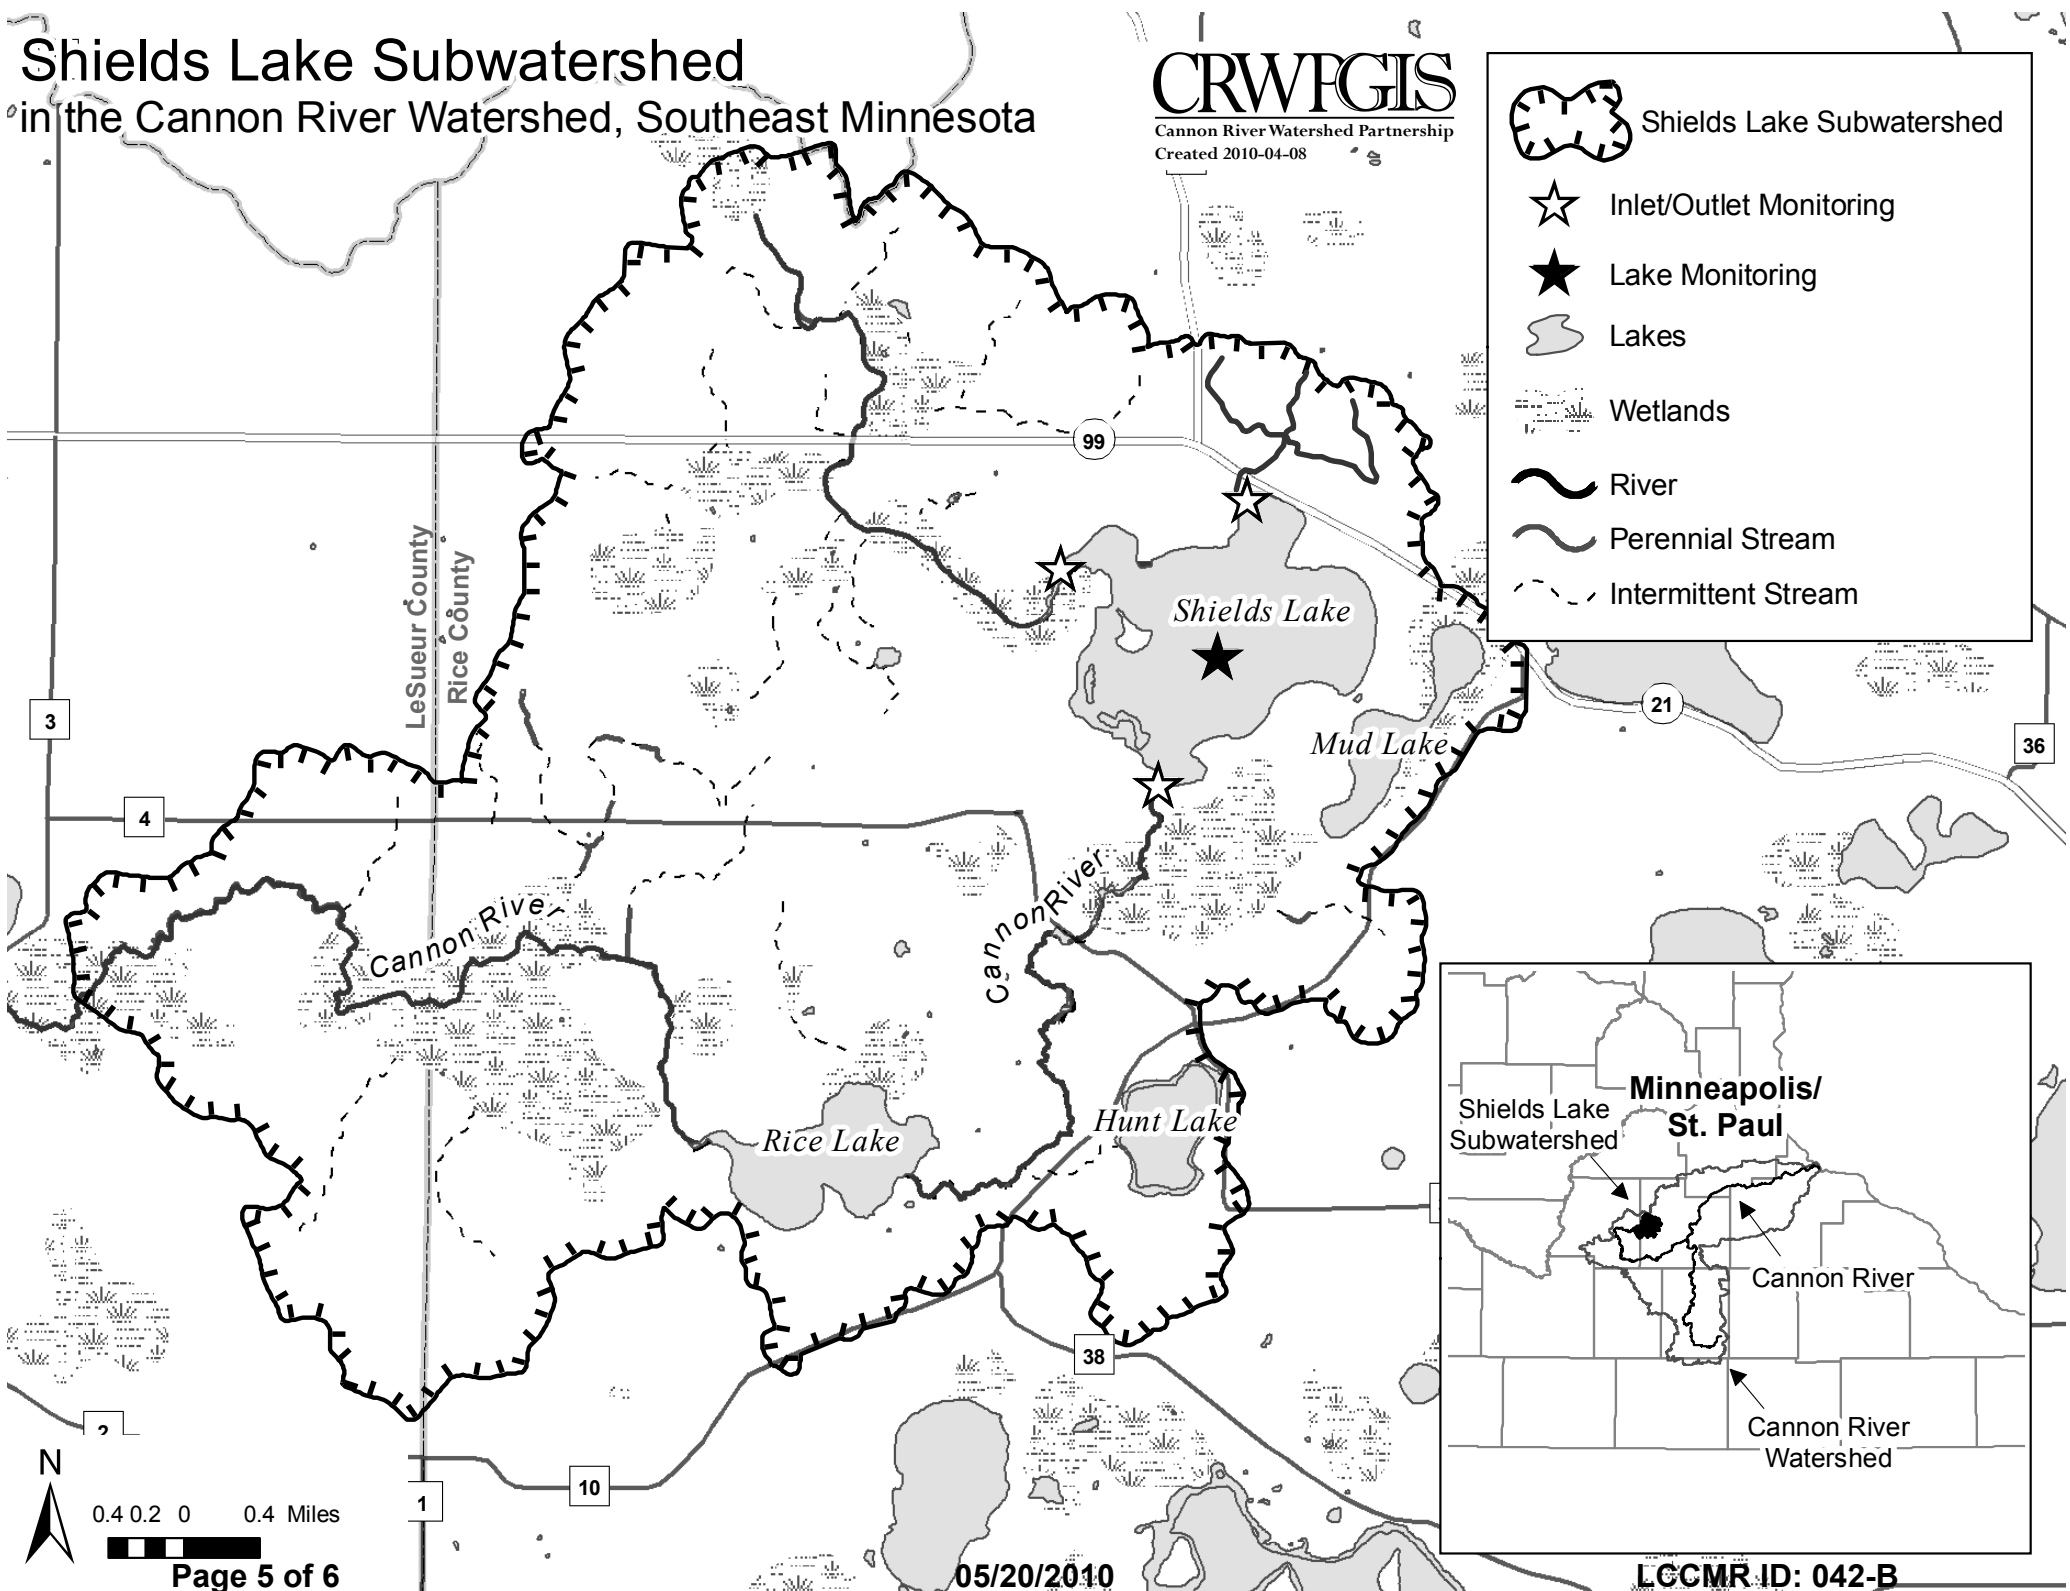 Shields Lake Subwatershed
in the Cannon River Watershed, Southeast Minnesota
CRWPGIS
Cannon River Watershed Partnership
Created 2010-04-08
Shields Lake Subwatershed
Inlet/Outlet Monitoring
Lake Monitoring
Lakes
Wetlands
River
Perennial Stream
Intermittent Stream
99
LeSueur County
Rice County
Shields Lake
Mud Lake
3
21
36
4
Cannon River
Cannon River
Rice Lake
Hunt Lake
38
2
10
1
Minneapolis/
St. Paul
Shields Lake
Subwatershed
Cannon River
Cannon River
Watershed
N
0.4 0.2 0 0.4 Miles
Page 5 of 6
05/20/2010
LCCMR ID: 042-B